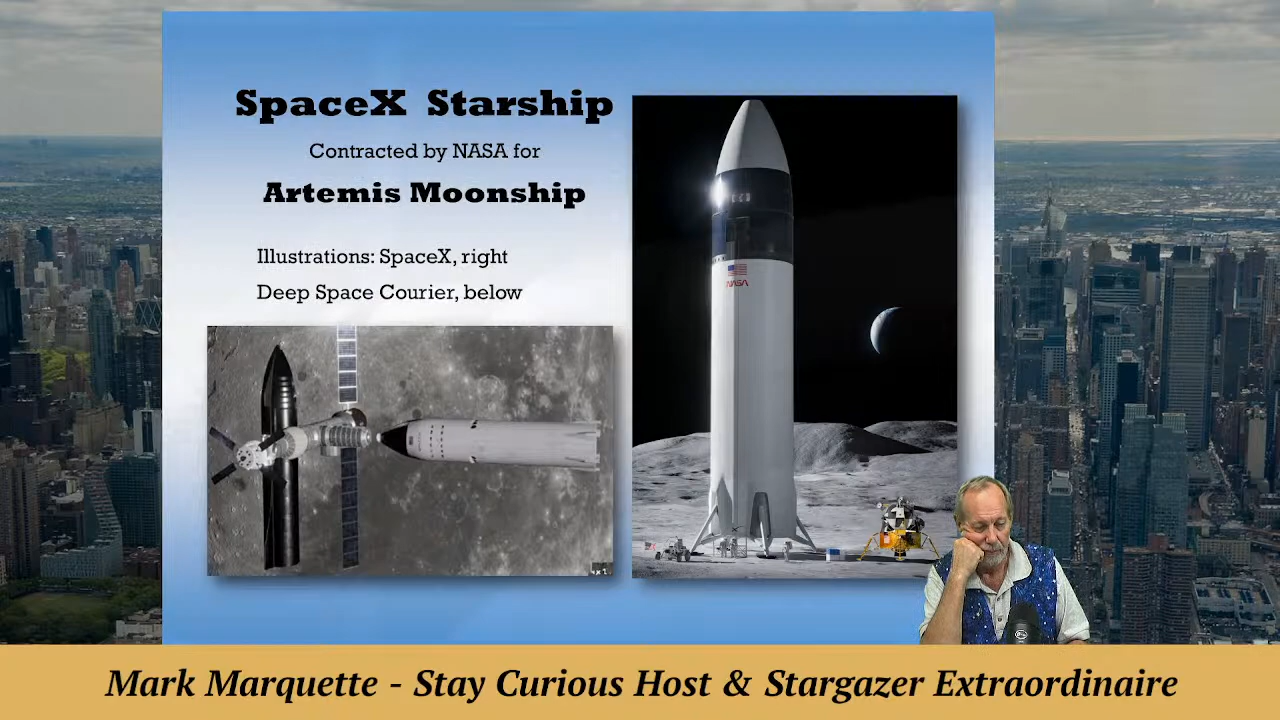 SpaceX Starship
Contracted by NASA for
Artemis Moonship
Illustrations: SpaceX, right
Deep Space Courier, below
NASA
Mark Marquette - Stay Curious Host & Stargazer Extraordinaire